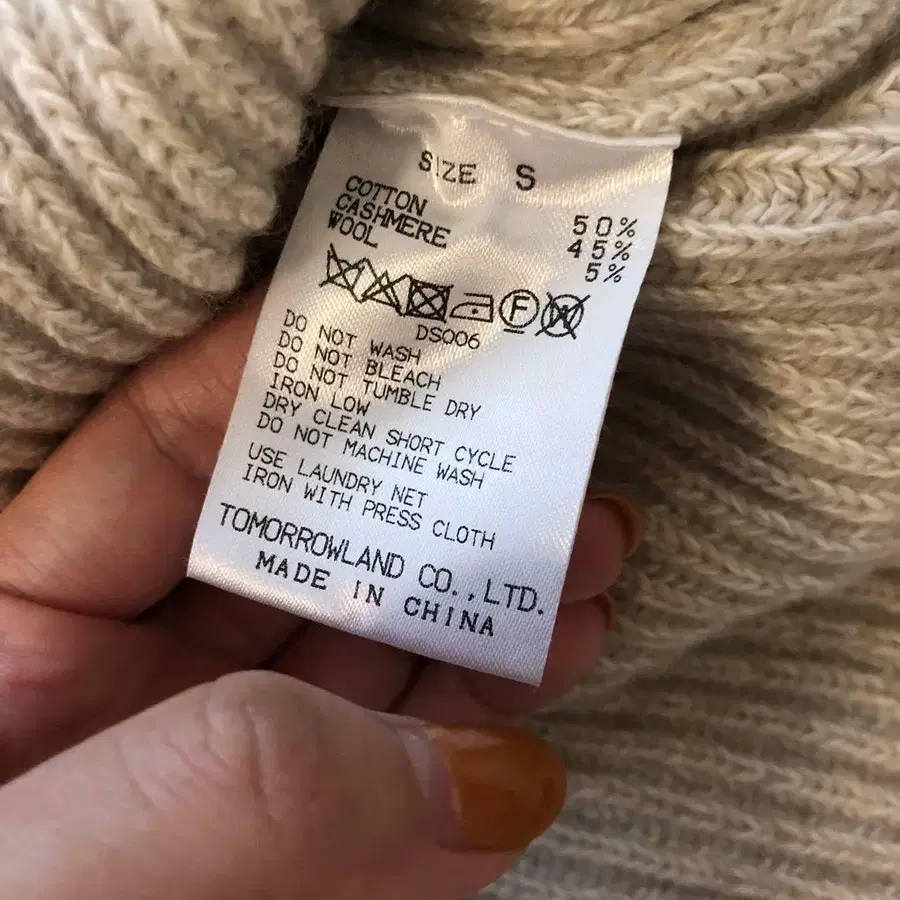 SIZE S
COTTON 50%
CASHMERE 45%
WOOL 5%
F W
DS006
DO NOT WASH
DO NOT BLEACH
DO NOT TUMBLE DRY
IRON LOW
DRY CLEAN SHORT CYCLE
DO NOT MACHINE WASH
USE LAUNDRY NET
IRON WITH PRESS CLOTH
TOMORROWLAND CO.,LTD.
MADE IN CHINA